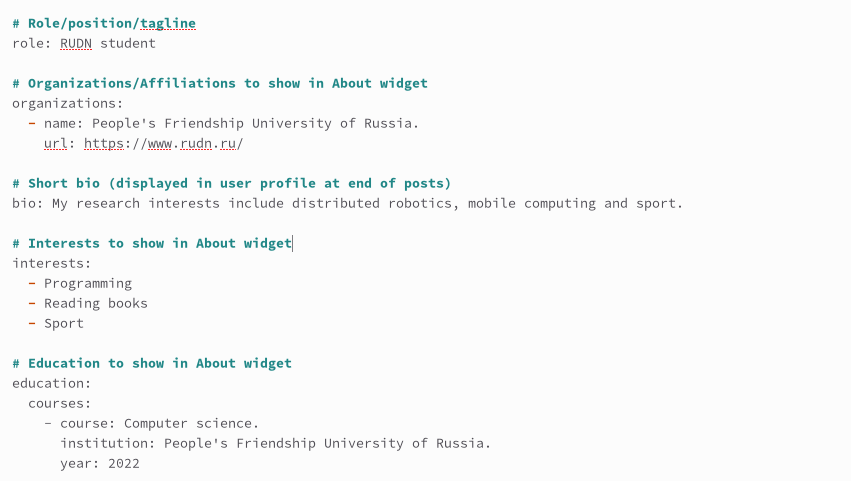 # Role/position/tagline
role: RUDN student
# Organizations/Affiliations to show in About widget
organizations:
- name: People's Friendship University of Russia.
url: https://www.rudn.ru/
# Short bio (displayed in user profile at end of posts)
bio: My research interests include distributed robotics, mobile computing and sport.
# Interests to show in About widget
interests:
- Programming
- Reading books
- Sport
# Education to show in About widget
education:
courses:
- course: Computer science.
institution: People's Friendship University of Russia.
year: 2022